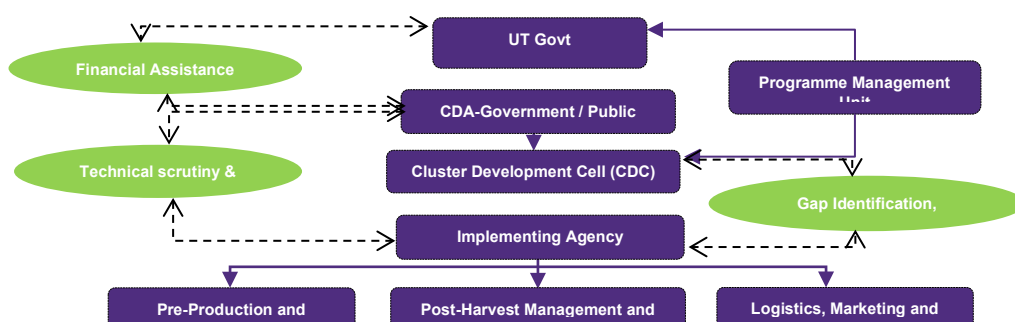 UT Govt
Financial Assistance
Programme Management
Unit
CDA-Government / Public
Technical scrutiny &
Cluster Development Cell (CDC)
Gap Identification,
Implementing Agency
Pre-Production and
Post-Harvest Management and
Logistics, Marketing and